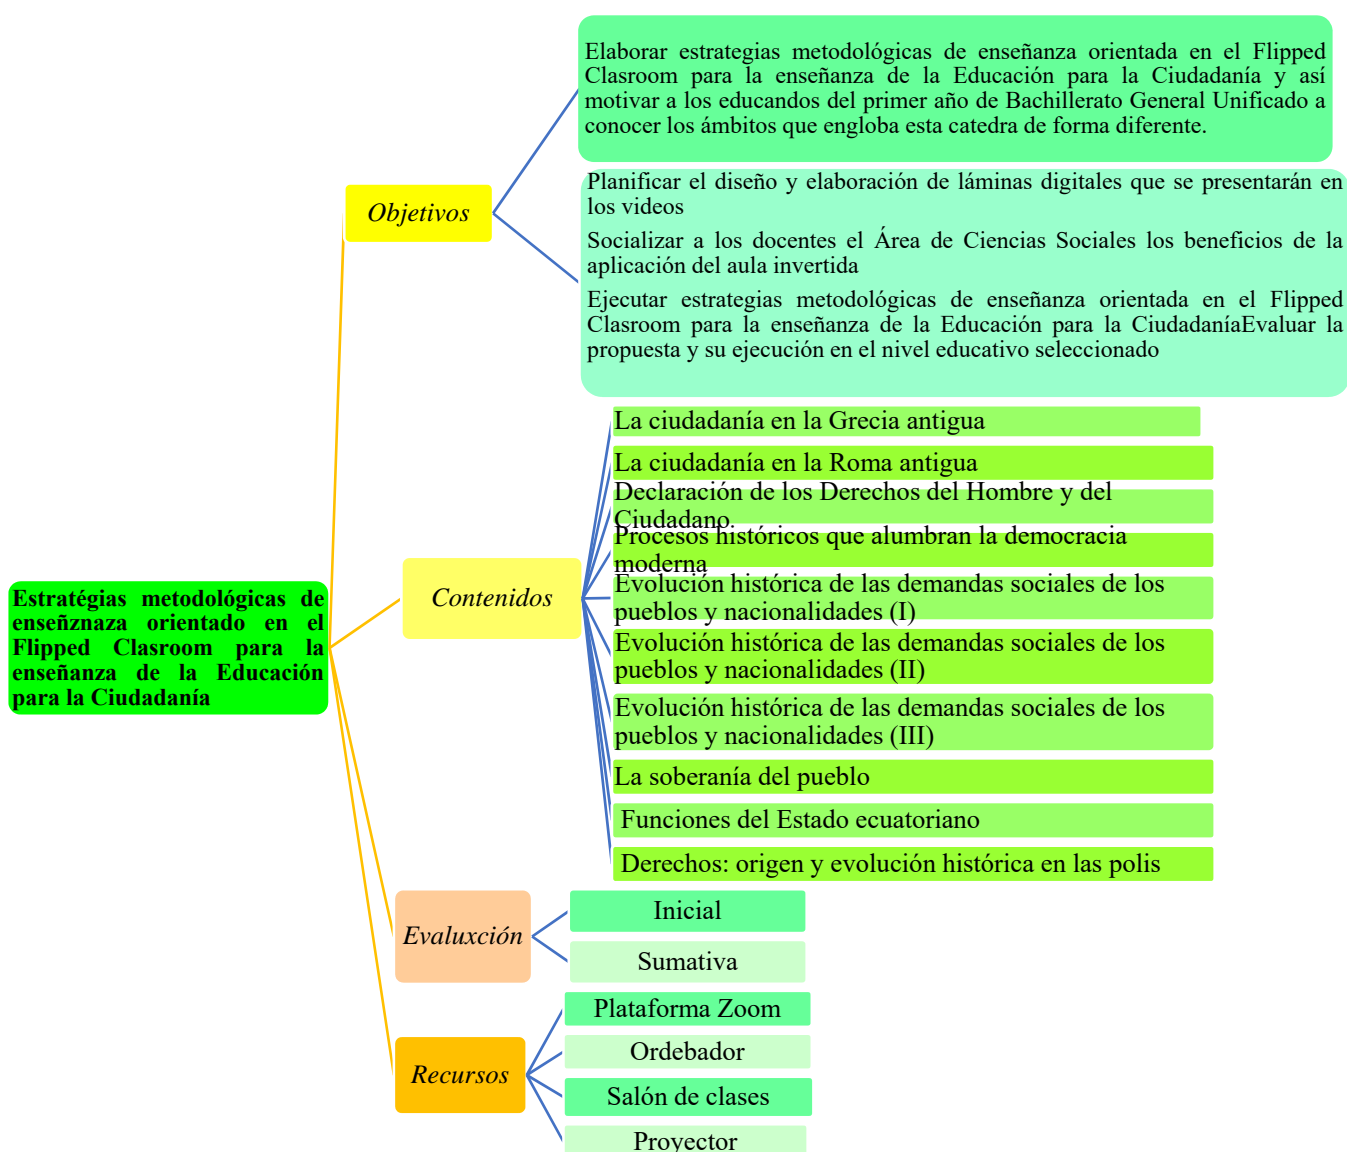 Estratégias metodológicas de
enseñznaza orientado en el
Flipped Clasroom para la
enseñanza de la Educación
para la Ciudadanía
Objetivos
Elaborar estrategias metodológicas de enseñanza orientada en el Flipped
Clasroom para la enseñanza de la Educación para la Ciudadanía y así
motivar a los educandos del primer año de Bachillerato General Unificado a
conocer los ámbitos que engloba esta catedra de forma diferente.
Planificar el diseño y elaboración de láminas digitales que se presentarán en
los videos
Socializar a los docentes el Área de Ciencias Sociales los beneficios de la
aplicación del aula invertida
Ejecutar estrategias metodológicas de enseñanza orientada en el Flipped
Clasroom para la enseñanza de la Educación para la CiudadaníaEvaluar la
propuesta y su ejecución en el nivel educativo seleccionado
Contenidos
La ciudadanía en la Grecia antigua
La ciudadanía en la Roma antigua
Declaración de los Derechos del Hombre y del
Ciudadano.
Procesos históricos que alumbran la democracia
moderna
Evolución histórica de las demandas sociales de los
pueblos y nacionalidades (I)
Evolución histórica de las demandas sociales de los
pueblos y nacionalidades (II)
Evolución histórica de las demandas sociales de los
pueblos y nacionalidades (III)
La soberanía del pueblo
Funciones del Estado ecuatoriano
Derechos: origen y evolución histórica en las polis
Evaluxción
Inicial
Sumativa
Recursos
Plataforma Zoom
Ordebador
Salón de clases
Proyector